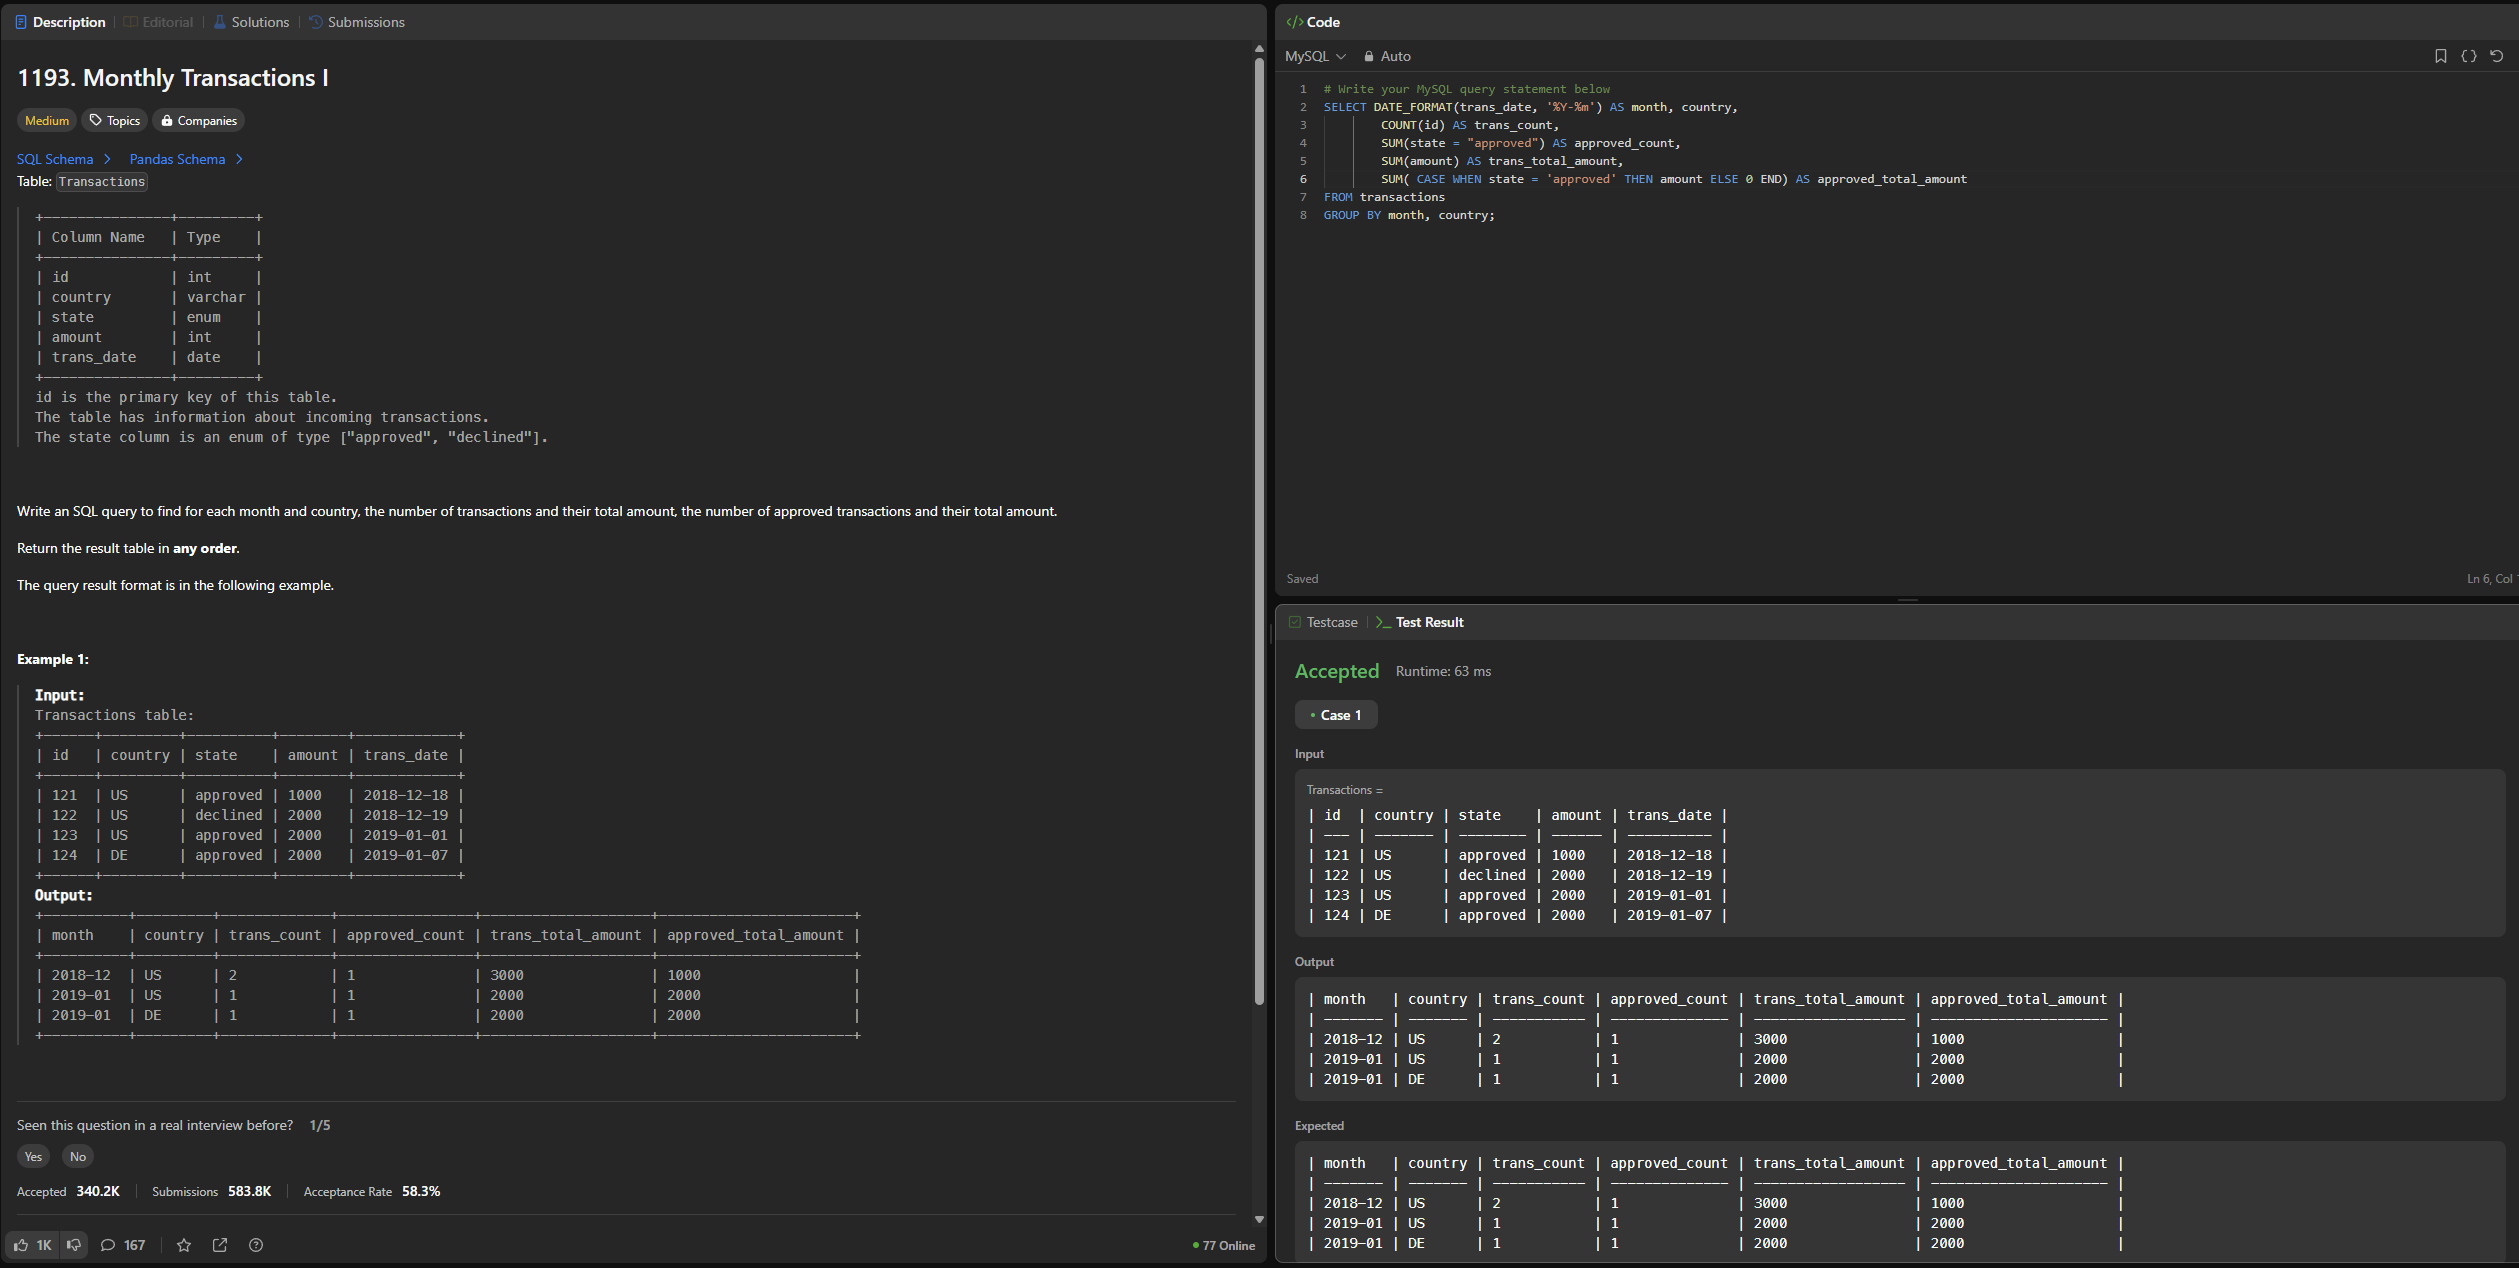 Description | Editorial | Solutions | Submissions
1193. Monthly Transactions I
Medium Topics Companies
SQL Schema > Pandas Schema >
Table: Transactions
+---------------+---------+
| Column Name   | Type    |
+---------------+---------+
| id            | int     |
| country       | varchar |
| state         | enum    |
| amount        | int     |
| trans_date    | date    |
+---------------+---------+
id is the primary key of this table.
The table has information about incoming transactions.
The state column is an enum of type ["approved", "declined"].
Write an SQL query to find for each month and country, the number of transactions and their total amount, the number of approved transactions and their total amount.
Return the result table in any order.
The query result format is in the following example.
Example 1:
Input:
Transactions table:
+------+---------+----------+--------+------------+
| id   | country | state    | amount | trans_date |
+------+---------+----------+--------+------------+
| 121  | US      | approved | 1000   | 2018-12-18 |
| 122  | US      | declined | 2000   | 2018-12-19 |
| 123  | US      | approved | 2000   | 2019-01-01 |
| 124  | DE      | approved | 2000   | 2019-01-07 |
+------+---------+----------+--------+------------+
Output:
+----------+---------+-------------+----------------+--------------------+-----------------------+
| month    | country | trans_count | approved_count | trans_total_amount | approved_total_amount |
+----------+---------+-------------+----------------+--------------------+-----------------------+
| 2018-12  | US      | 2           | 1              | 3000               | 1000                  |
| 2019-01  | US      | 1           | 1              | 2000               | 2000                  |
| 2019-01  | DE      | 1           | 1              | 2000               | 2000                  |
+----------+---------+-------------+----------------+--------------------+-----------------------+
Seen this question in a real interview before? 1/5
Yes No
Accepted 340.2K | Submissions 583.8K | Acceptance Rate 58.3%
1K 167 77 Online
</> Code
MySQL Auto
1 # Write your MySQL query statement below
2 SELECT DATE_FORMAT(trans_date, '%Y-%m') AS month, country,
3         COUNT(id) AS trans_count,
4         SUM(state = "approved") AS approved_count,
5         SUM(amount) AS trans_total_amount,
6         SUM( CASE WHEN state = 'approved' THEN amount ELSE 0 END) AS approved_total_amount
7 FROM transactions
8 GROUP BY month, country;
Saved Ln 6, Col
Testcase | >_ Test Result
Accepted Runtime: 63 ms
• Case 1
Input
Transactions =
| id  | country | state    | amount | trans_date |
| --- | ------- | -------- | ------ | ---------- |
| 121 | US      | approved | 1000   | 2018-12-18 |
| 122 | US      | declined | 2000   | 2018-12-19 |
| 123 | US      | approved | 2000   | 2019-01-01 |
| 124 | DE      | approved | 2000   | 2019-01-07 |
Output
| month   | country | trans_count | approved_count | trans_total_amount | approved_total_amount |
| ------- | ------- | ----------- | -------------- | ------------------ | --------------------- |
| 2018-12 | US      | 2           | 1              | 3000               | 1000                  |
| 2019-01 | US      | 1           | 1              | 2000               | 2000                  |
| 2019-01 | DE      | 1           | 1              | 2000               | 2000                  |
Expected
| month   | country | trans_count | approved_count | trans_total_amount | approved_total_amount |
| ------- | ------- | ----------- | -------------- | ------------------ | --------------------- |
| 2018-12 | US      | 2           | 1              | 3000               | 1000                  |
| 2019-01 | US      | 1           | 1              | 2000               | 2000                  |
| 2019-01 | DE      | 1           | 1              | 2000               | 2000                  |